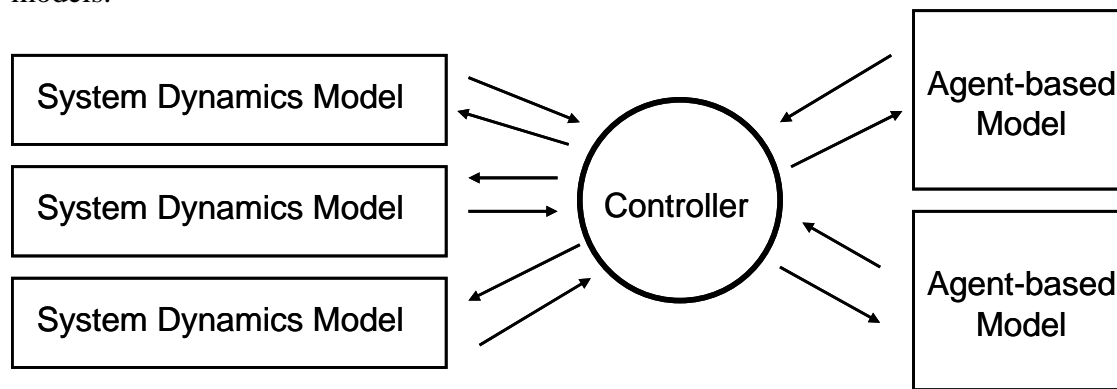 models.
System Dynamics Model
System Dynamics Model
System Dynamics Model
Controller
Agent-based
Model
Agent-based
Model